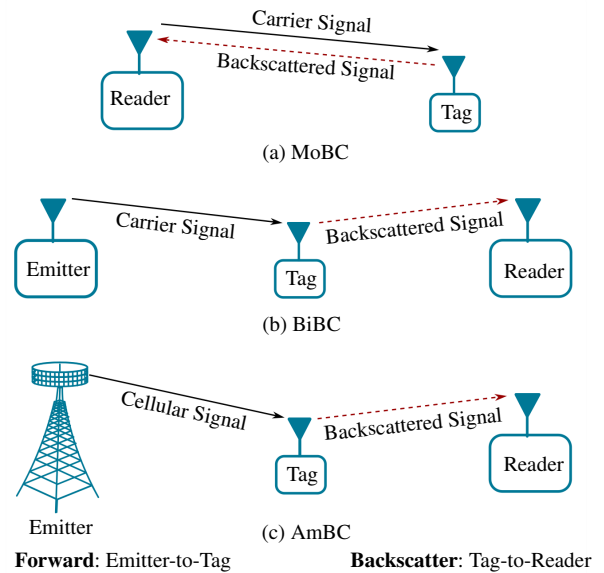 Carrier Signal
Backscattered Signal
Reader
Tag
(a) MoBC
Carrier Signal
Backscattered Signal
Emitter
Tag
Reader
(b) BiBC
Cellular Signal
Backscattered Signal
Tag
Reader
Emitter
(c) AmBC
Forward: Emitter-to-Tag
Backscatter: Tag-to-Reader